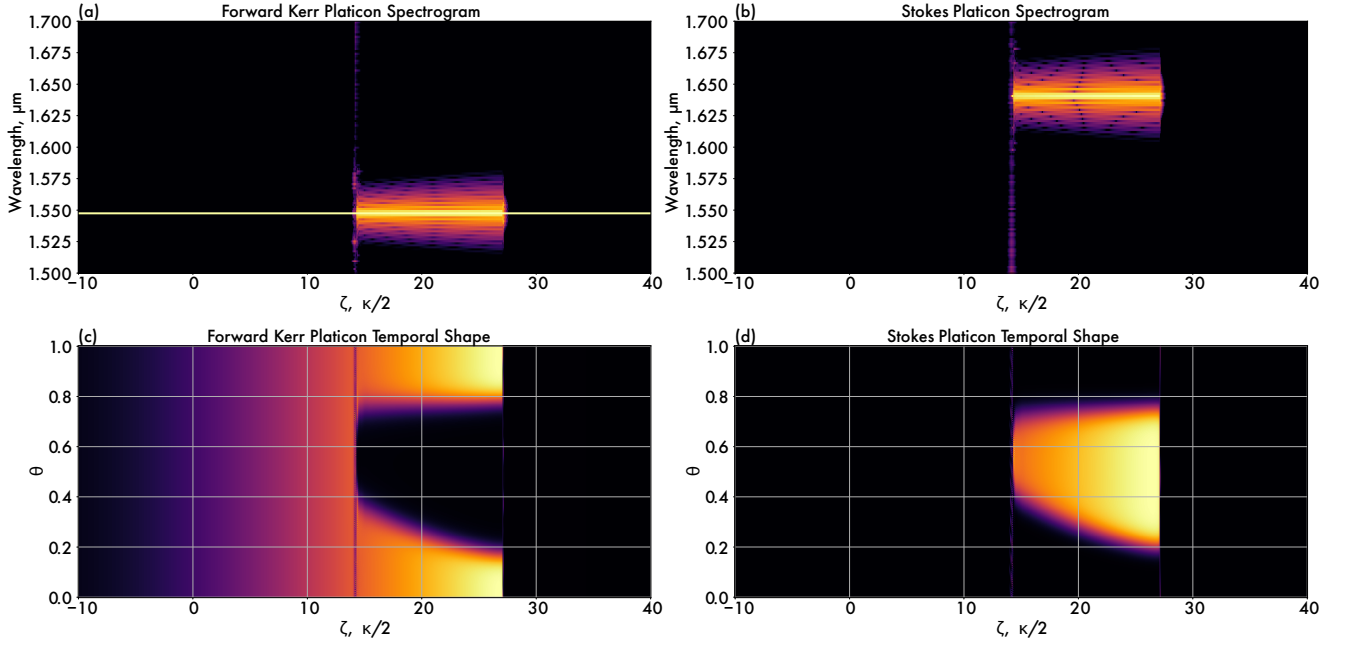 (a) Forward Kerr Platicon Spectrogram
1.700
1.675
1.650
1.625
1.600
1.575
1.550
1.525
1.500
Wavelength, μm
−10 0 10 20 30 40
ζ, κ/2
(b) Stokes Platicon Spectrogram
1.700
1.675
1.650
1.625
1.600
1.575
1.550
1.525
1.500
Wavelength, μm
−10 0 10 20 30 40
ζ, κ/2
(c) Forward Kerr Platicon Temporal Shape
1.0
0.8
0.6
0.4
0.2
0.0
θ
−10 0 10 20 30 40
ζ, κ/2
(d) Stokes Platicon Temporal Shape
1.0
0.8
0.6
0.4
0.2
0.0
θ
−10 0 10 20 30 40
ζ, κ/2